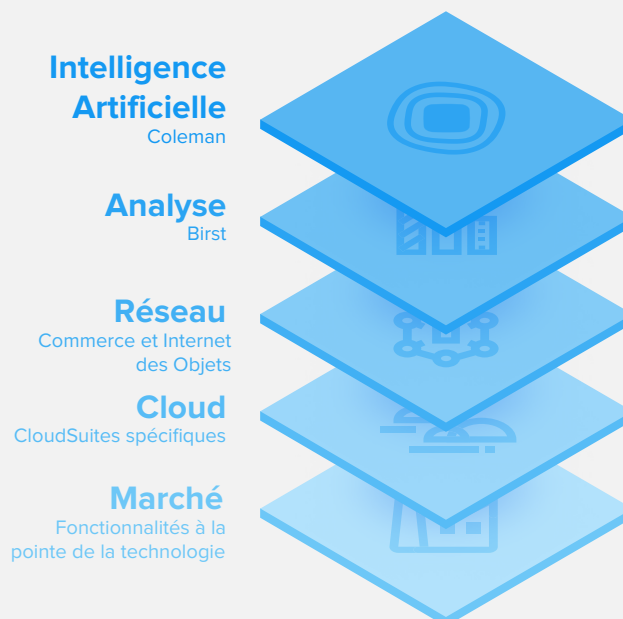 Intelligence
Artificielle
Coleman
Analyse
Birst
Réseau
Commerce et Internet
des Objets
Cloud
CloudSuites spécifiques
Marché
Fonctionnalités à la
pointe de la technologie